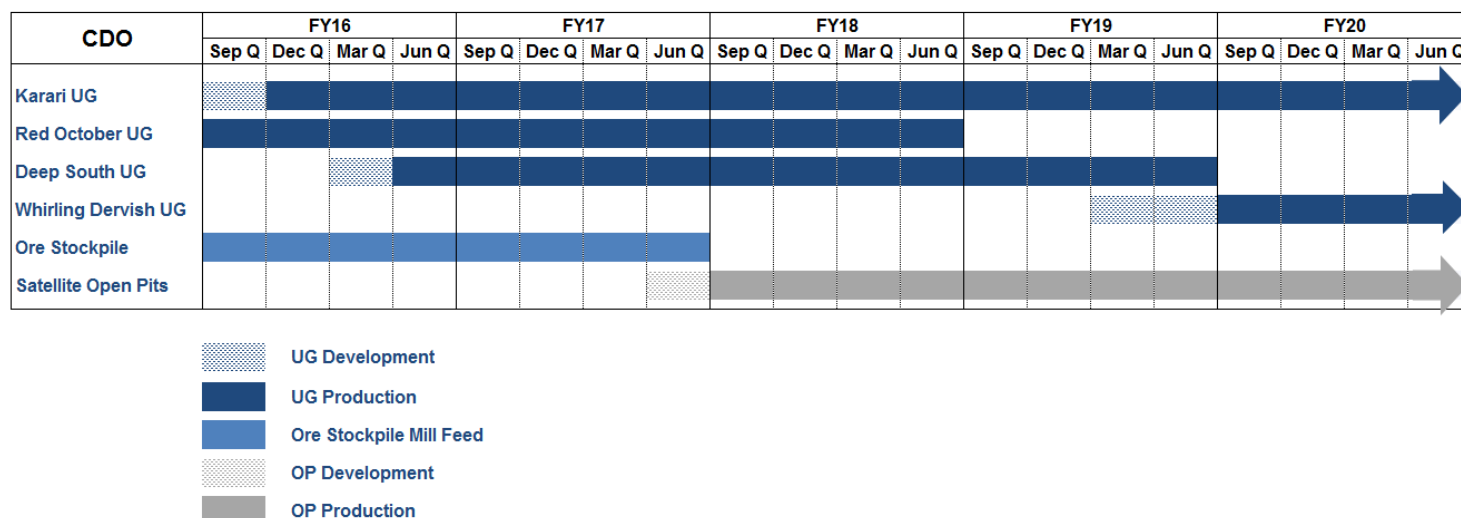 CDO FY16 FY17 FY18 FY19 FY20
Sep Q Dec Q Mar Q Jun Q Sep Q Dec Q Mar Q Jun Q Sep Q Dec Q Mar Q Jun Q Sep Q Dec Q Mar Q Jun Q Sep Q Dec Q Mar Q Jun Q
Karari UG
Red October UG
Deep South UG
Whirling Dervish UG
Ore Stockpile
Satellite Open Pits
UG Development
UG Production
Ore Stockpile Mill Feed
OP Development
OP Production